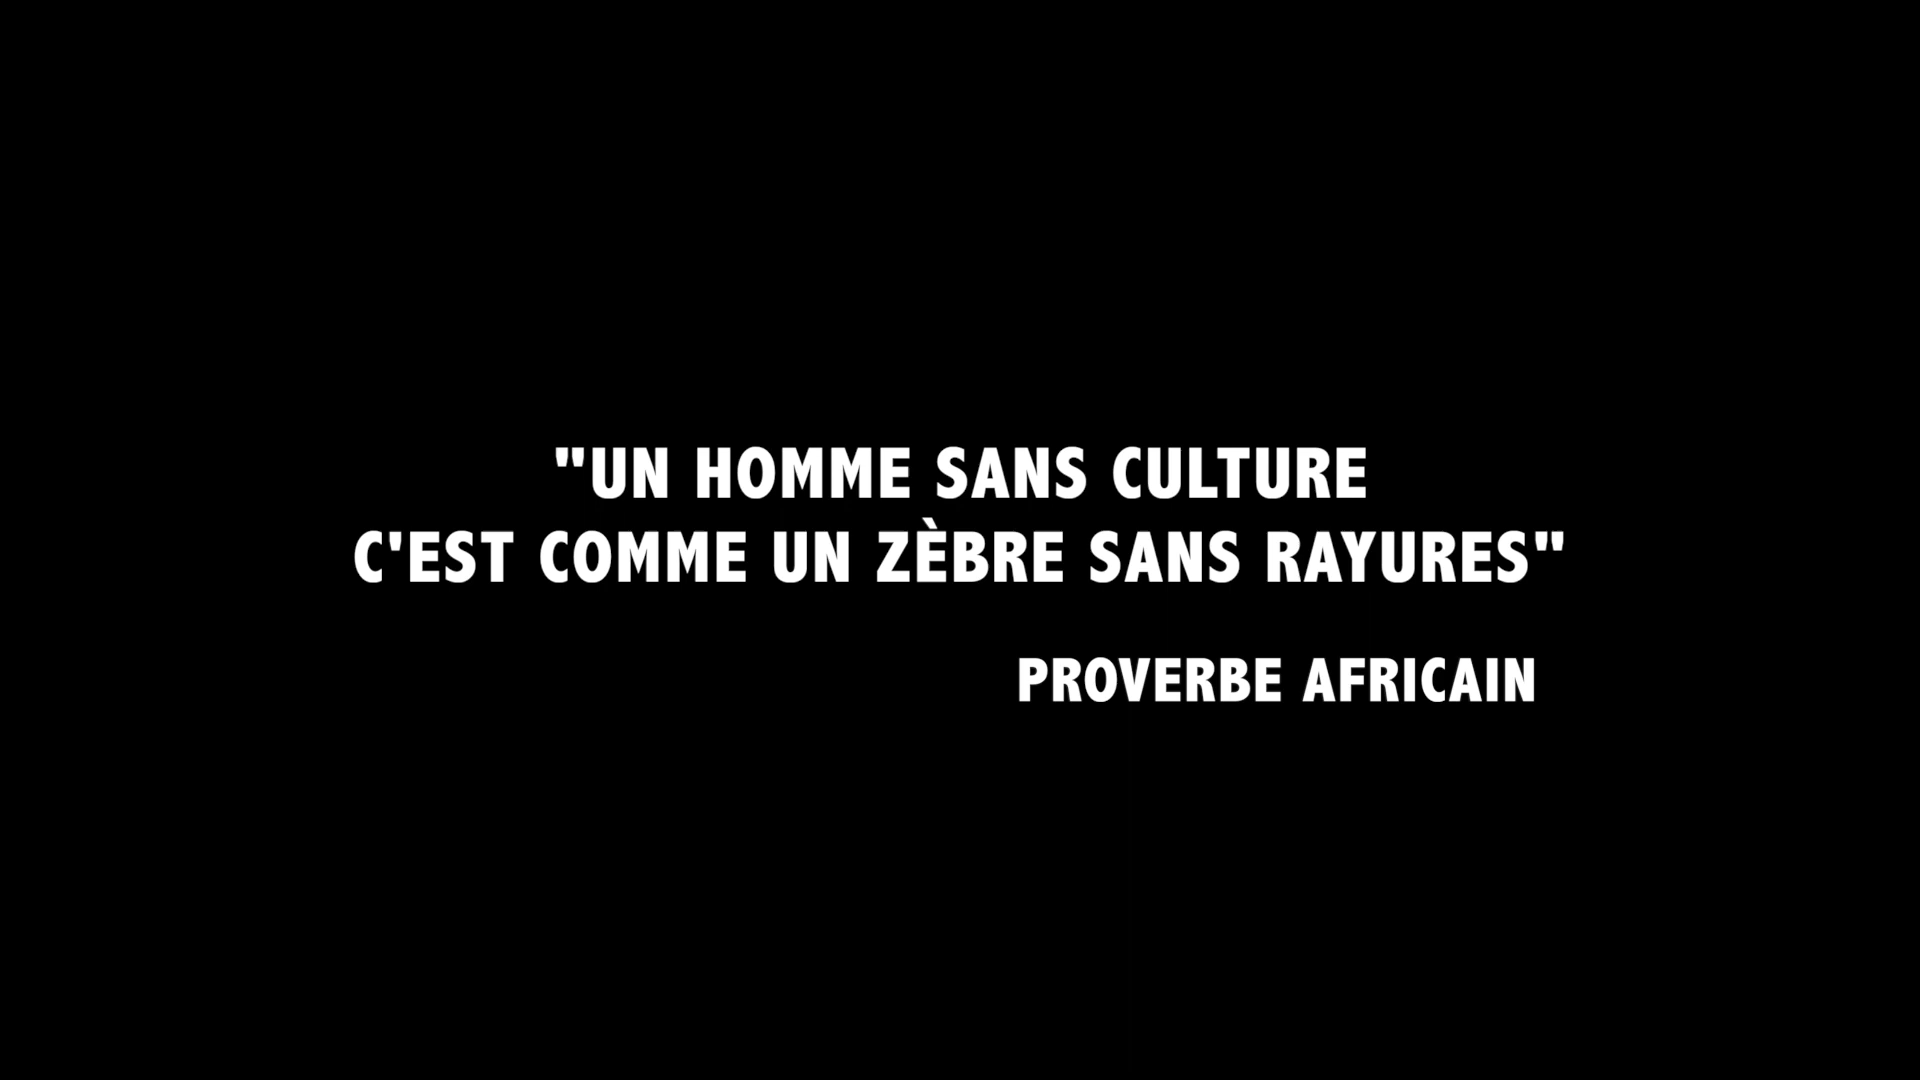 "UN HOMME SANS CULTURE
C'EST COMME UN ZÈBRE SANS RAYURES"
PROVERBE AFRICAIN